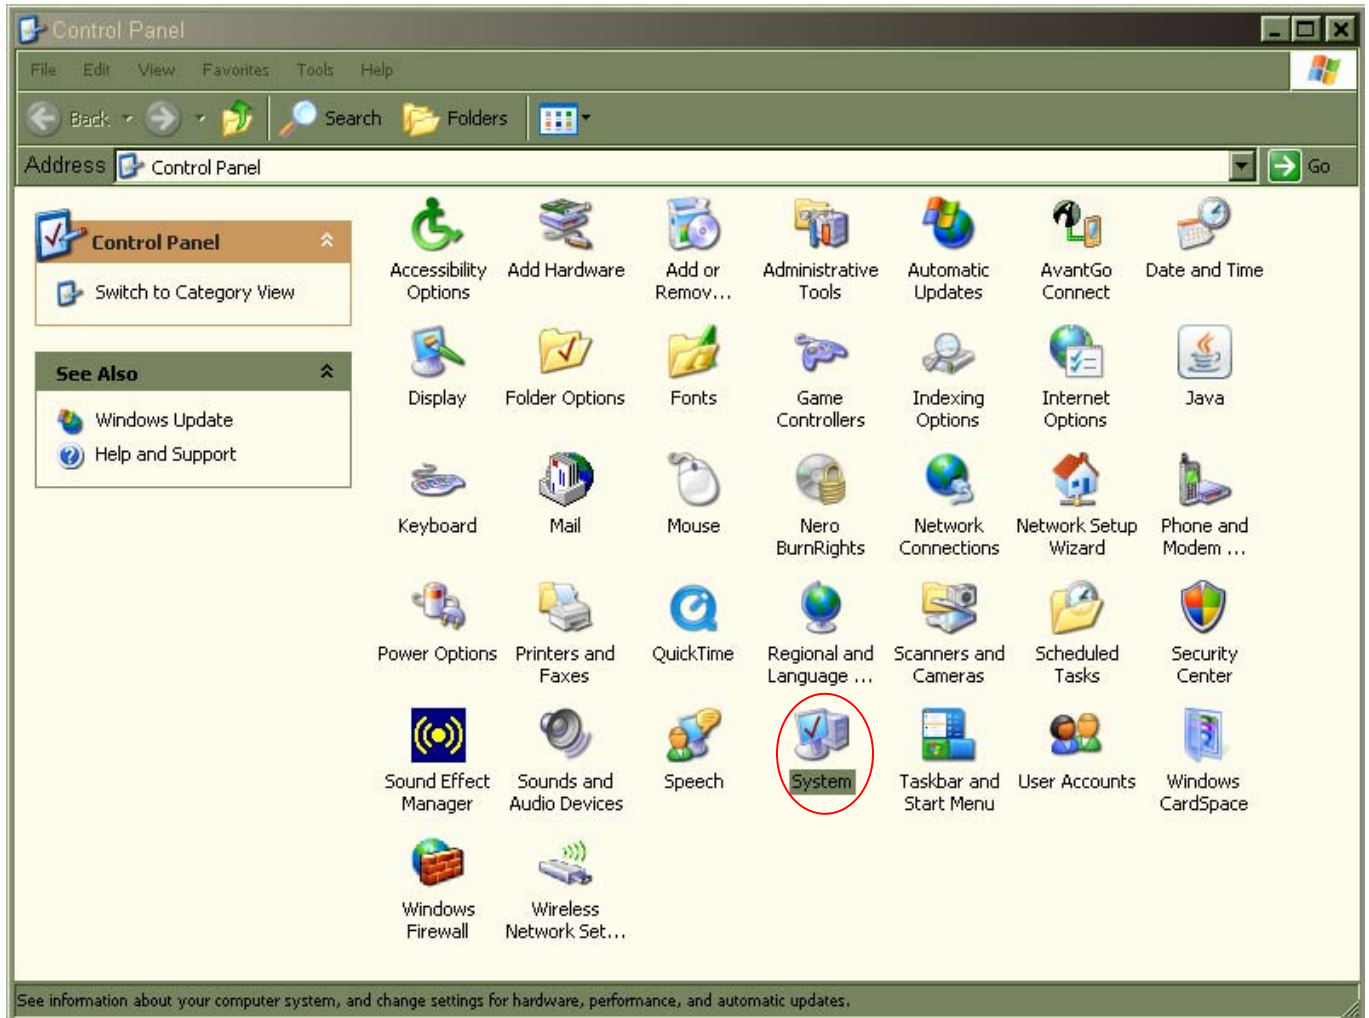 Control Panel
File Edit View Favorites Tools Help
Back Search Folders
Address Control Panel Go
Control Panel
Switch to Category View
See Also
Windows Update
Help and Support
Accessibility Options
Add Hardware
Add or Remov...
Administrative Tools
Automatic Updates
AvantGo Connect
Date and Time
Display
Folder Options
Fonts
Game Controllers
Indexing Options
Internet Options
Java
Keyboard
Mail
Mouse
Nero BurnRights
Network Connections
Network Setup Wizard
Phone and Modem ...
Power Options
Printers and Faxes
QuickTime
Regional and Language ...
Scanners and Cameras
Scheduled Tasks
Security Center
Sound Effect Manager
Sounds and Audio Devices
Speech
System
Taskbar and Start Menu
User Accounts
Windows CardSpace
Windows Firewall
Wireless Network Set...
See information about your computer system, and change settings for hardware, performance, and automatic updates.